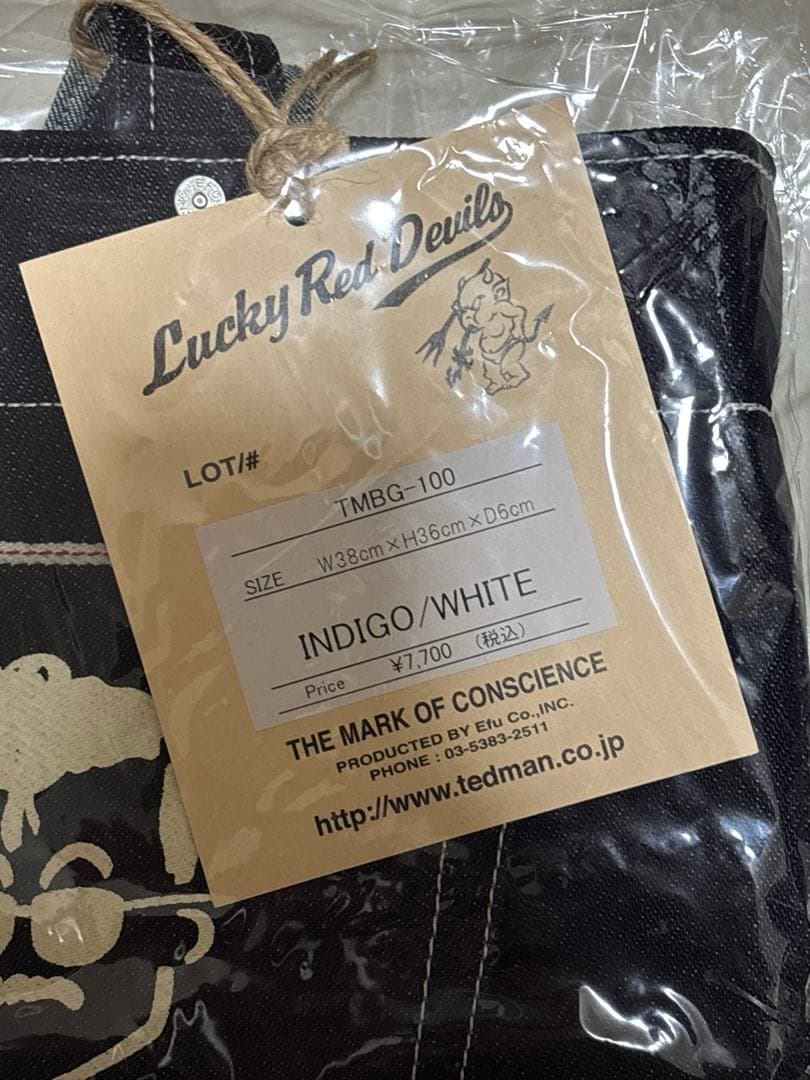 Lucky Red Devils
LOT/#
TMBG-100
SIZE W38cm×H36cm×D6cm
INDIGO/WHITE
Price ¥7,700 (税込)
THE MARK OF CONSCIENCE
PRODUCTED BY Efu Co.,INC.
PHONE : 03-5383-2511
http://www.tedman.co.jp